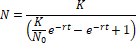 N = K / (K/N₀ e^{-rt} − e^{-rt} + 1)